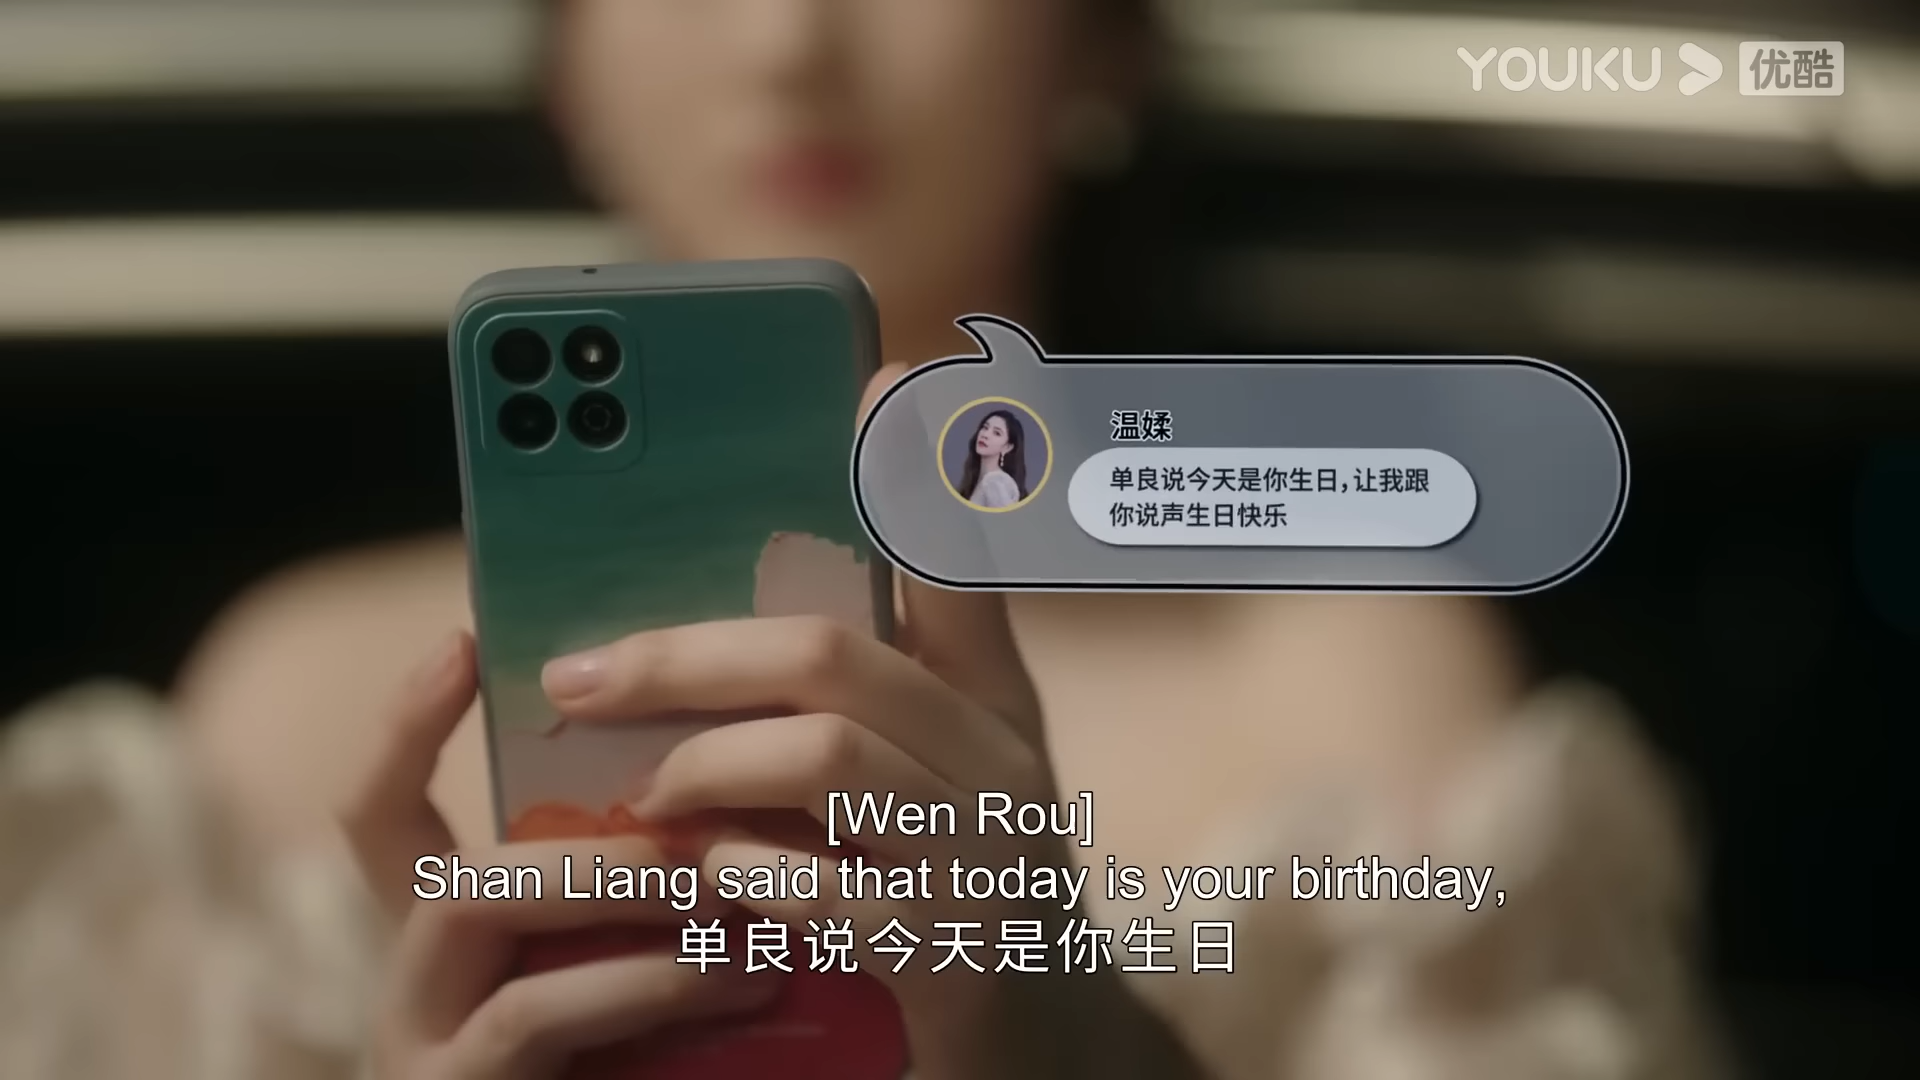 YOUKU 优酷
温媃
单良说今天是你生日，让我跟
你说声生日快乐
[Wen Rou]
Shan Liang said that today is your birthday,
单良说今天是你生日